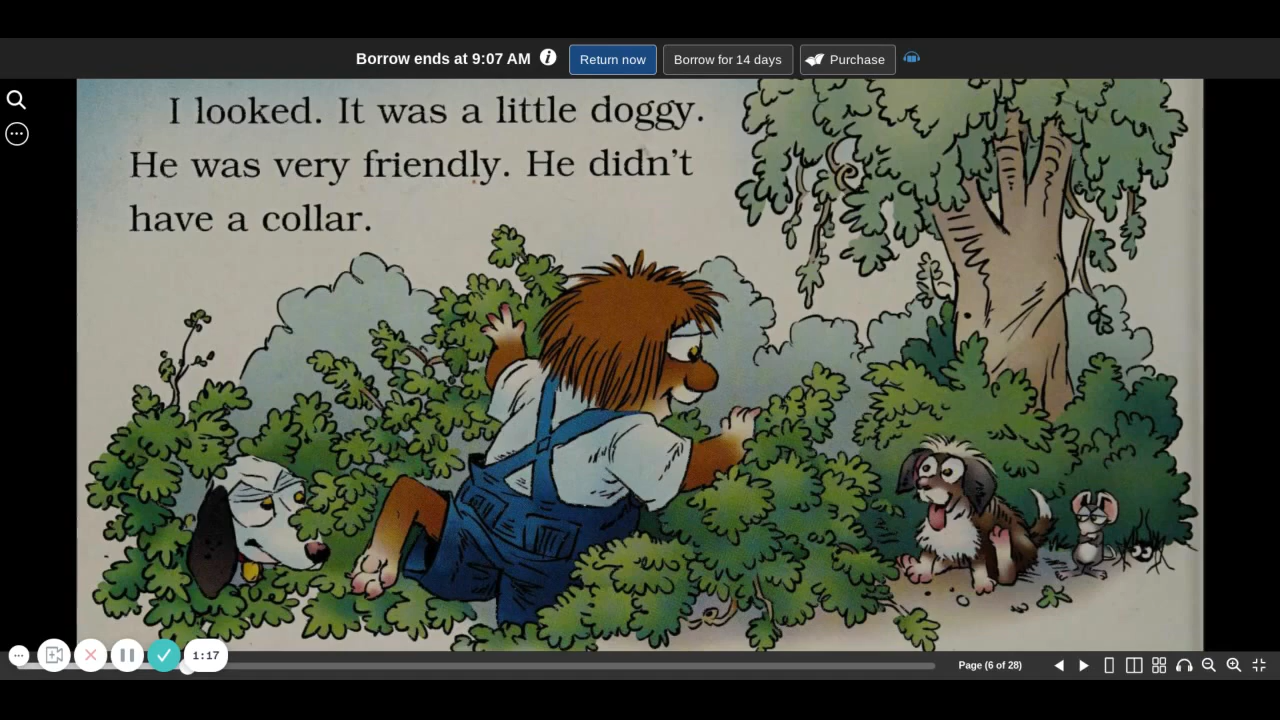 Borrow ends at 9:07 AM i Return now Borrow for 14 days Purchase
I looked. It was a little doggy.
He was very friendly. He didn't
have a collar.
1:17
Page (6 of 28)